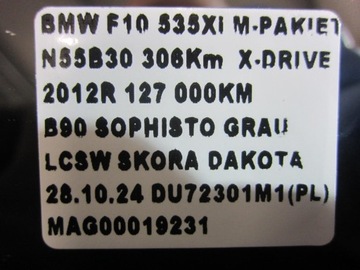 BMW F10 535Xi M-PAKIET
N55B30 306Km X-DRIVE
2012R 127 000KM
B90 SOPHISTO GRAU
LCSW SKORA DAKOTA
28.10.24 DU72301M1(PL)
MAG00019231